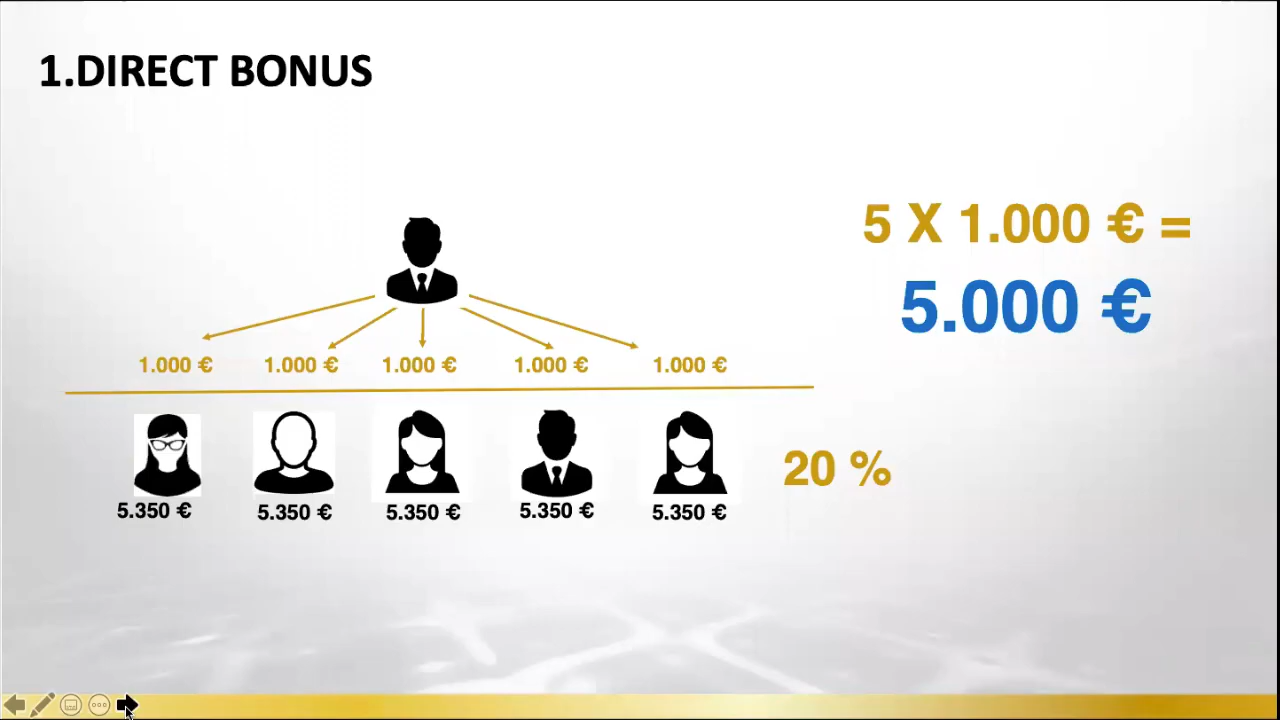 1.DIRECT BONUS
5 X 1.000 € =
5.000 €
1.000 € 1.000 € 1.000 € 1.000 € 1.000 €
20 %
5.350 € 5.350 € 5.350 € 5.350 € 5.350 €